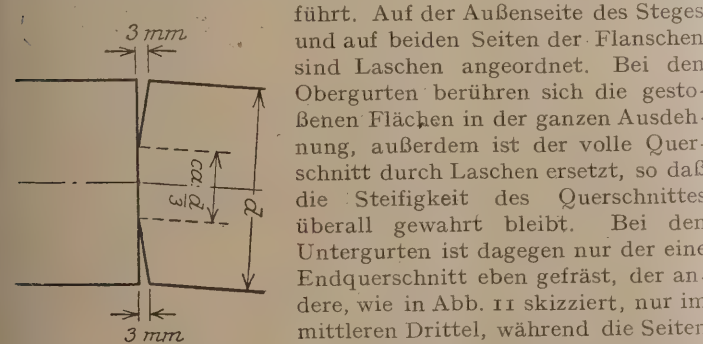 3 mm
ca. d/3
d
3 mm
führt. Auf der Außenseite des Steges
und auf beiden Seiten der Flanschen
sind Laschen angeordnet. Bei den
Obergurten berühren sich die gesto-
ßenen Flächen in der ganzen Ausdeh-
nung, außerdem ist der volle Quer-
schnitt durch Laschen ersetzt, so daß
die Steifigkeit des Querschnittes
überall gewahrt bleibt. Bei den
Untergurten ist dagegen nur der eine
Endquerschnitt eben gefräst, der an-
dere, wie in Abb. 11 skizziert, nur im
mittleren Drittel, während die Seiten